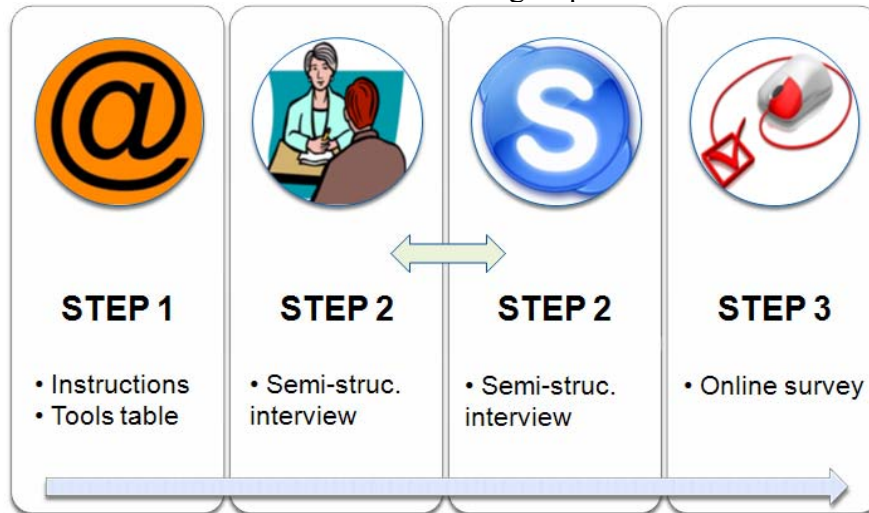 @
S
STEP 1
STEP 2
STEP 2
STEP 3
• Instructions
• Tools table
• Semi-struc.
interview
• Semi-struc.
interview
• Online survey